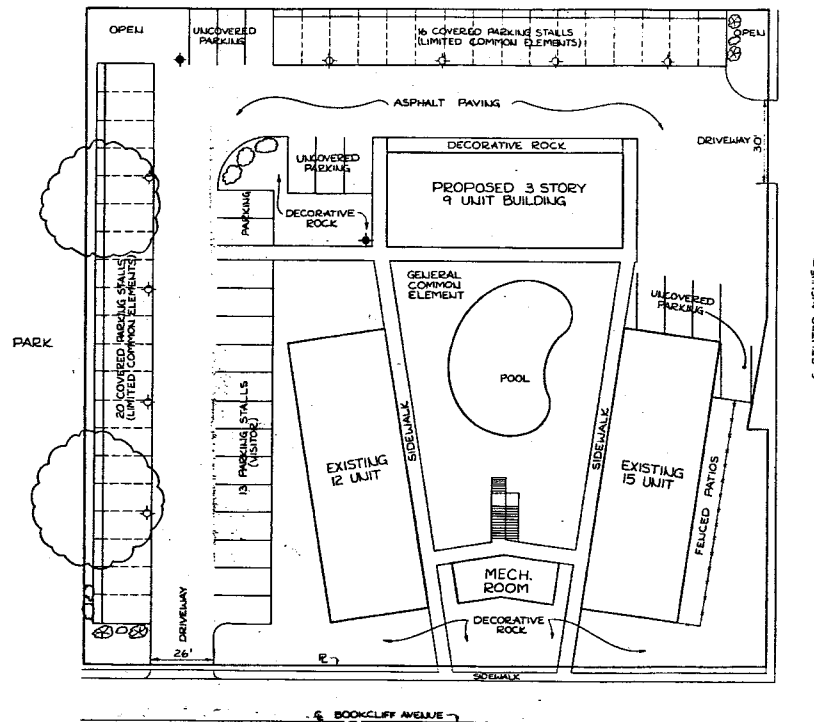 OPEN
UNCOVERED
PARKING
16 COVERED PARKING STALLS
(LIMITED COMMON ELEMENTS)
OPEN
ASPHALT PAVING
DRIVEWAY
30'
DECORATIVE ROCK
UNCOVERED
PARKING
PROPOSED 3 STORY
9 UNIT BUILDING
PARKING
DECORATIVE
ROCK
GENERAL
COMMON
ELEMENT
UNCOVERED
PARKING
PARK
20 COVERED PARKING STALLS
(LIMITED COMMON ELEMENTS)
POOL
13 PARKING STALLS
(VISITOR)
SIDEWALK
SIDEWALK
EXISTING
12 UNIT
EXISTING
15 UNIT
FENCED PATIOS
MECH.
ROOM
DECORATIVE
ROCK
DRIVEWAY
26'
PL
SIDEWALK
CL BOOKCLIFF AVENUE